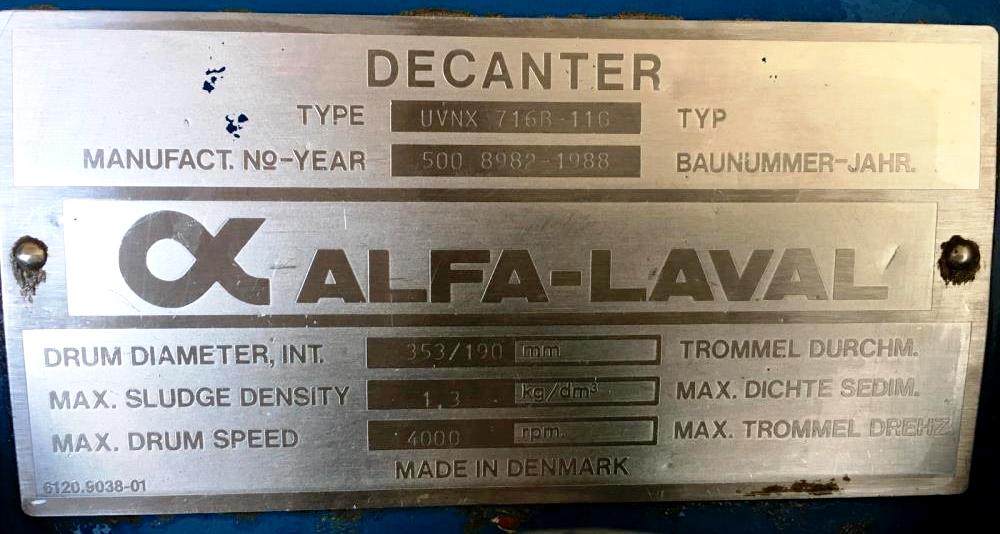 DECANTER
TYPE UVNX 716B-11G TYP
MANUFACT. Nº-YEAR 500 8982-1988 BAUNUMMER-JAHR.
ALFA-LAVAL
DRUM DIAMETER, INT. 353/190 mm TROMMEL DURCHM.
MAX. SLUDGE DENSITY 1,3 kg/dm³ MAX. DICHTE SEDIM.
MAX. DRUM SPEED 4000 rpm. MAX. TROMMEL DREHZ
MADE IN DENMARK
6120.9038-01